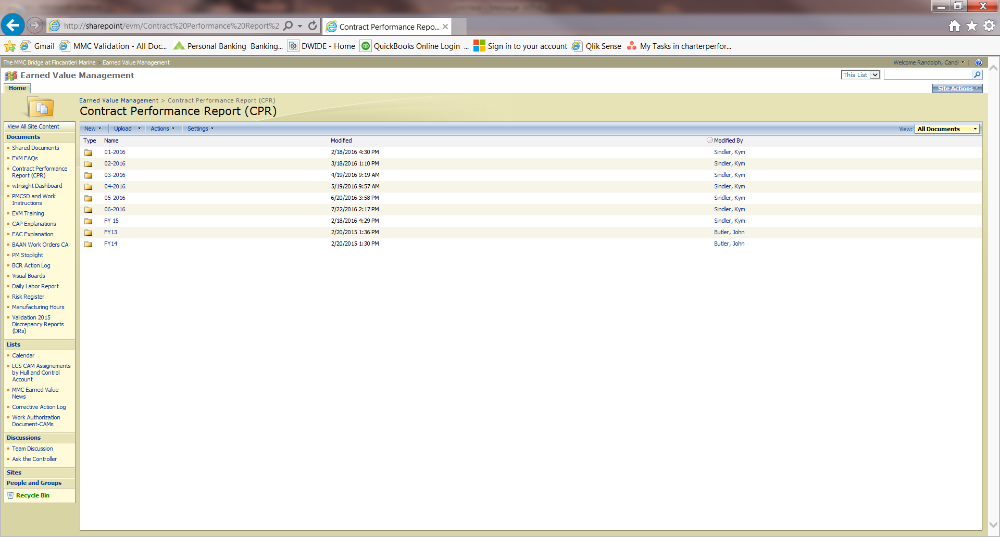 http://sharepoint/evm/Contract%20Performance%20Report%2
Contract Performance Repo...
Gmail
MMC Validation - All Doc...
Personal Banking Banking...
DWIDE - Home
QuickBooks Online Login ...
Sign in to your account
Qlik Sense
My Tasks in charterperfor...
The MMC Bridge at Fincantieri Marine > Earned Value Management
Welcome Randolph, Candi
Earned Value Management
This List
Home
Site Actions
Earned Value Management > Contract Performance Report (CPR)
Contract Performance Report (CPR)
View All Site Content
Documents
Shared Documents
EVM FAQs
Contract Performance
Report (CPR)
wInsight Dashboard
PMCSD and Work
Instructions
EVM Training
CAP Explanations
EAC Explanation
BAAN Work Orders CA
PM Stoplight
BCR Action Log
Visual Boards
Daily Labor Report
Risk Register
Manufacturing Hours
Validation 2015
Discrepancy Reports
(DRs)
Lists
Calendar
LCS CAM Assignements
by Hull and Control
Account
MMC Earned Value
News
Corrective Action Log
Work Authorization
Document-CAMs
Discussions
Team Discussion
Ask the Controller
Sites
People and Groups
Recycle Bin
New Upload Actions Settings View: All Documents
Type Name Modified Modified By
01-2016 2/18/2016 4:30 PM Sindler, Kym
02-2016 3/18/2016 1:10 PM Sindler, Kym
03-2016 4/19/2016 9:19 AM Sindler, Kym
04-2016 5/19/2016 9:57 AM Sindler, Kym
05-2016 6/20/2016 3:58 PM Sindler, Kym
06-2016 7/22/2016 2:17 PM Sindler, Kym
FY 15 2/18/2016 4:29 PM Sindler, Kym
FY13 2/20/2015 1:36 PM Butler, John
FY14 2/20/2015 1:30 PM Butler, John